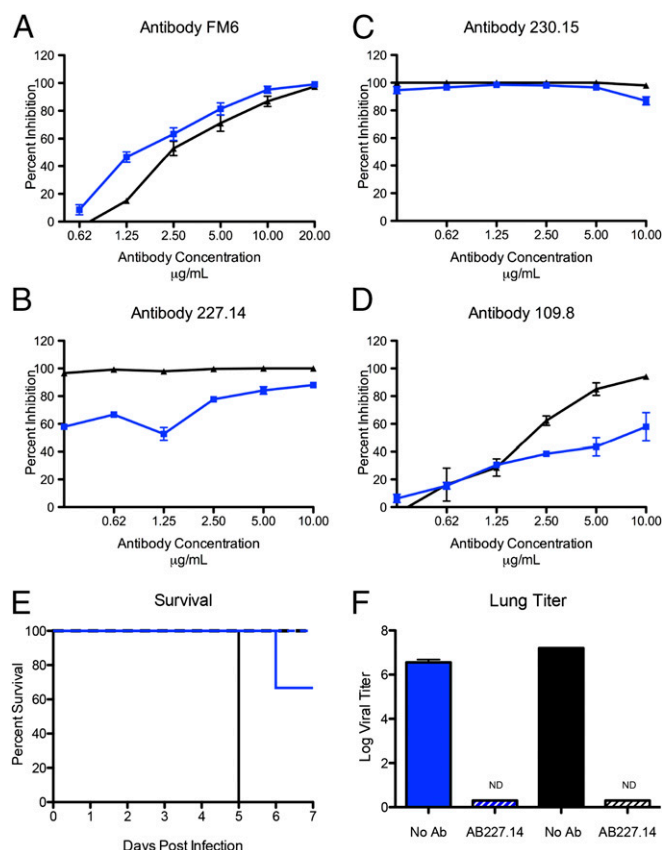 A
Antibody FM6
Percent Inhibition
120
100
80
60
40
20
0
0.62 1.25 2.50 5.00 10.00 20.00
Antibody Concentration
μg/mL
C
Antibody 230.15
Percent Inhibition
120
100
80
60
40
20
0
0.62 1.25 2.50 5.00 10.00
Antibody Concentration
μg/mL
B
Antibody 227.14
Percent Inhibition
120
100
80
60
40
20
0
0.62 1.25 2.50 5.00 10.00
Antibody Concentration
μg/mL
D
Antibody 109.8
Percent Inhibition
120
100
80
60
40
20
0
0.62 1.25 2.50 5.00 10.00
Antibody Concentration
μg/mL
E
Survival
Percent Survival
100
80
60
40
20
0
0 1 2 3 4 5 6 7
Days Post Infection
F
Lung Titer
Log Viral Titer
8
6
4
2
0
ND
ND
No Ab AB227.14 No Ab AB227.14